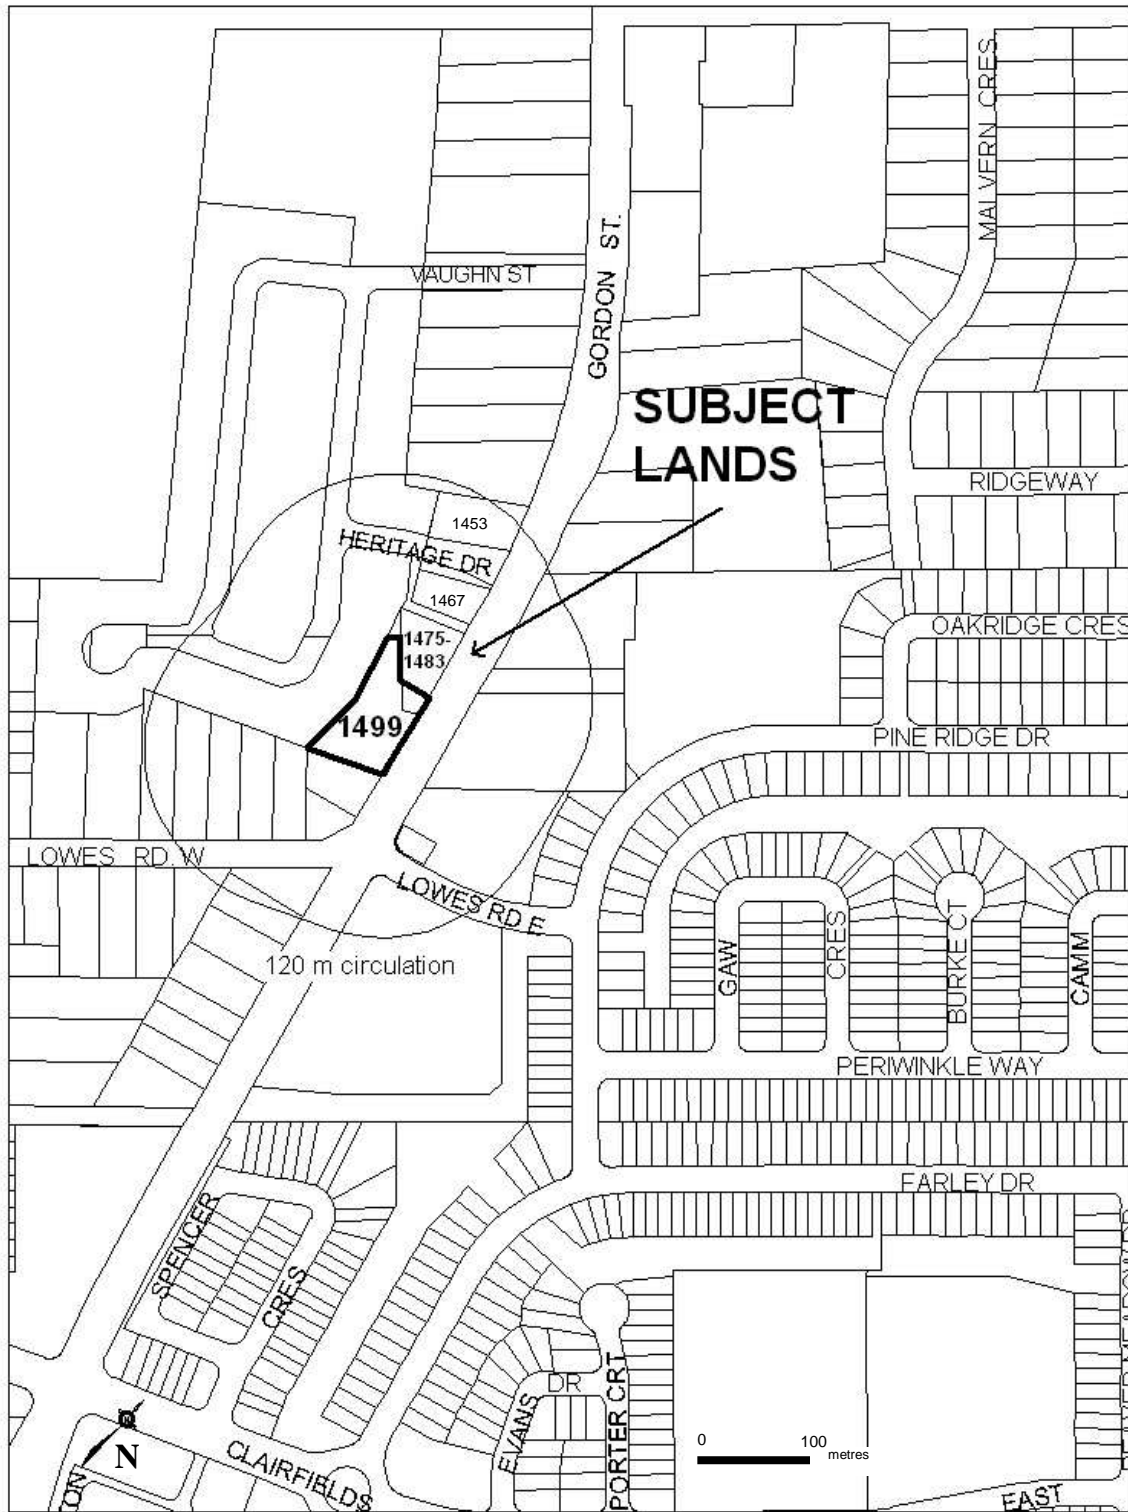 MALVERN CRES
VAUGHN ST
GORDON ST.
SUBJECT
LANDS
RIDGEWAY
1453
HERITAGE DR
1467
OAKRIDGE CRES
1475-
1483
1499
PINE RIDGE DR
LOWES RD. W
LOWES RD E
120 m circulation
GAW
CRES
BURKE CT
CAMM
PERIWINKLE WAY
FARLEY DR
SPENCER
CRES
EVANS
DR
PORTER CRT
N
CLAIRFIELDS
0 100 metres
EAST